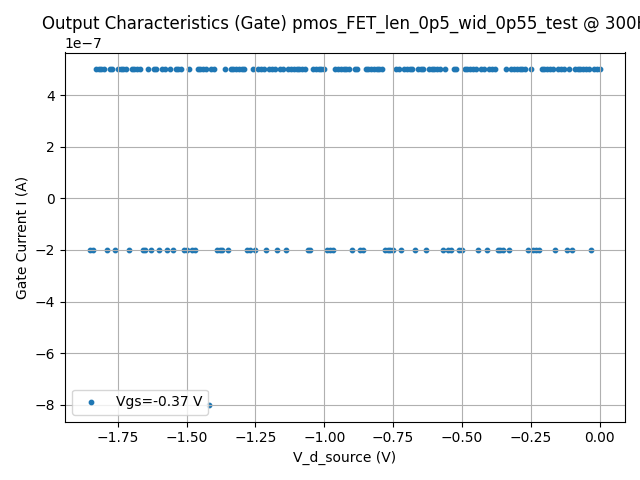 Output Characteristics (Gate) pmos_FET_len_0p5_wid_0p55_test @ 300
1e−7
4
2
0
−2
−4
−6
−8
Gate Current I (A)
Vgs=-0.37 V
−1.75 −1.50 −1.25 −1.00 −0.75 −0.50 −0.25 0.00
V_d_source (V)